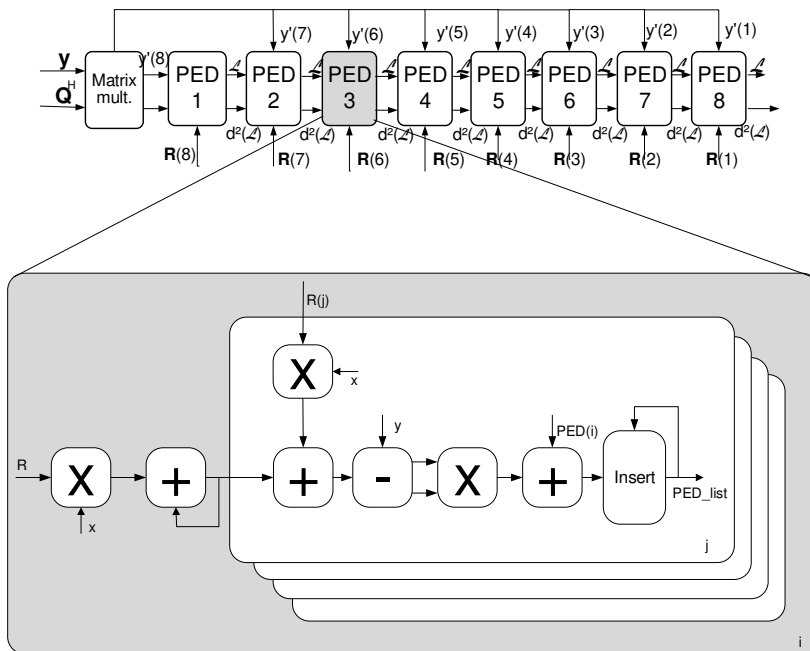 y'(7) y'(6) y'(5) y'(4) y'(3) y'(2) y'(1)
y
Q^H
Matrix mult.
y'(8)
PED 1
PED 2
PED 3
PED 4
PED 5
PED 6
PED 7
PED 8
ℒ ℒ ℒ ℒ ℒ ℒ ℒ ℒ
d²(ℒ) d²(ℒ) d²(ℒ) d²(ℒ) d²(ℒ) d²(ℒ) d²(ℒ) d²(ℒ)
R(8) R(7) R(6) R(5) R(4) R(3) R(2) R(1)
R(j)
X
x
y
PED(i)
R
X
+
+
-
X
+
Insert
PED_list
x
j
i